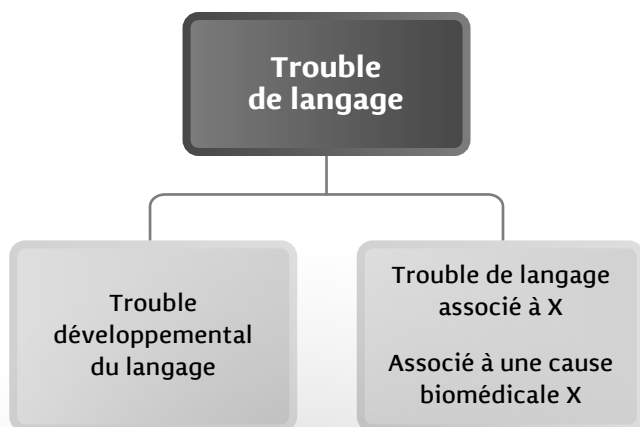 Trouble
de langage
Trouble
développemental
du langage
Trouble de langage
associé à X
Associé à une cause
biomédicale X